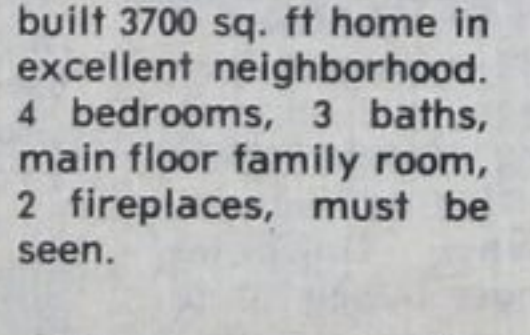 built 3700 sq. ft home in
excellent neighborhood.
4 bedrooms, 3 baths,
main floor family room,
2 fireplaces, must be
seen.